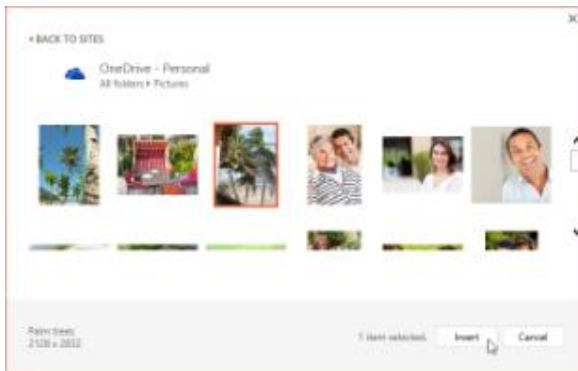 ◂ BACK TO SITES
OneDrive - Personal
All folders ▸ Pictures
Palm trees
2128 x 2832
1 item selected.
Insert
Cancel